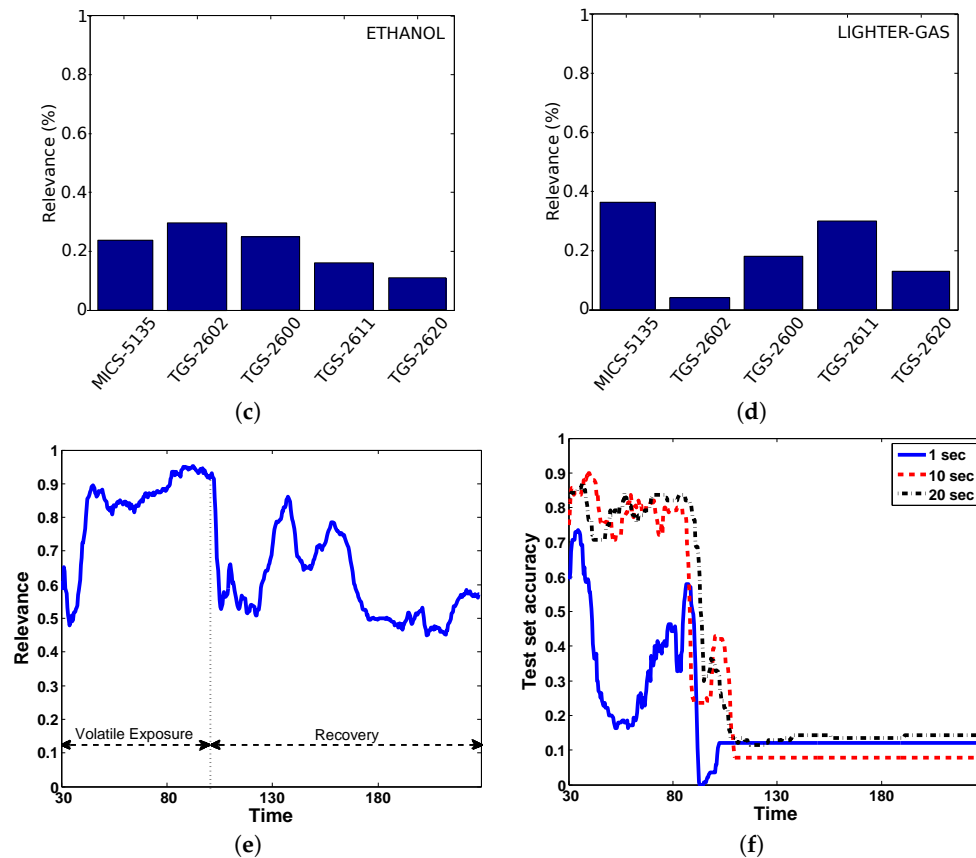 1
ETHANOL
0.8
0.6
0.4
0.2
0
Relevance (%)
MICS-5135
TGS-2602
TGS-2600
TGS-2611
TGS-2620
(c)
1
LIGHTER-GAS
0.8
0.6
0.4
0.2
0
Relevance (%)
MICS-5135
TGS-2602
TGS-2600
TGS-2611
TGS-2620
(d)
1
0.9
0.8
0.7
0.6
0.5
0.4
0.3
0.2
0.1
0
Relevance
Volatile Exposure
Recovery
30 80 130 180
Time
(e)
1
0.9
0.8
0.7
0.6
0.5
0.4
0.3
0.2
0.1
0
Test set accuracy
1 sec
10 sec
20 sec
30 80 130 180
Time
(f)